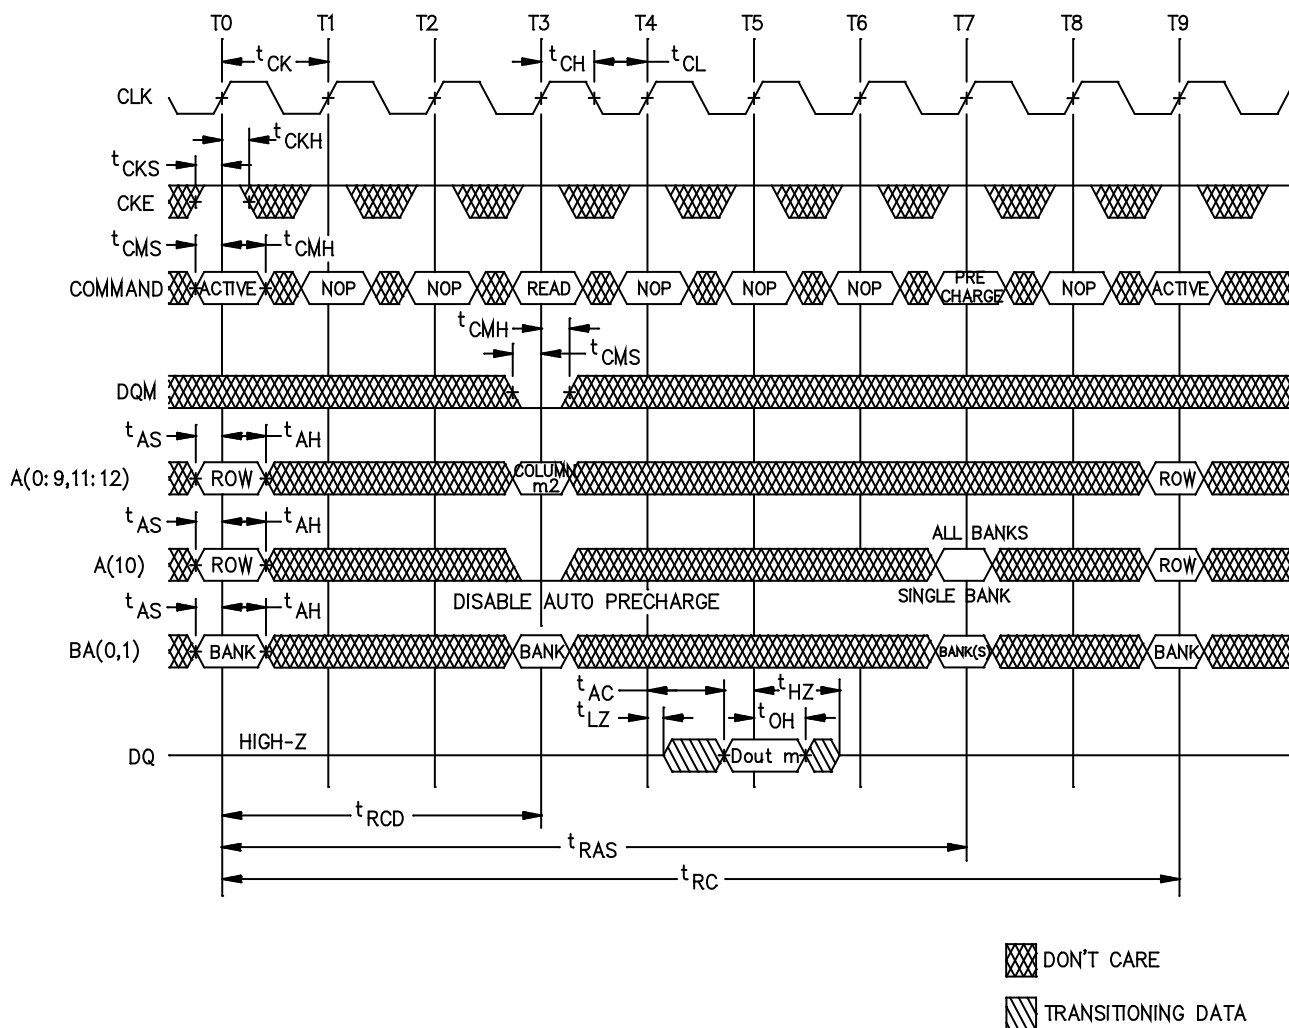 T0 T1 T2 T3 T4 T5 T6 T7 T8 T9
tCK tCH tCL
CLK
tCKH
tCKS
CKE
tCMS tCMH
COMMAND ACTIVE NOP NOP READ NOP NOP NOP PRE CHARGE NOP ACTIVE
tCMH
tCMS
DQM
tAS tAH
A(0:9,11:12) ROW COLUMN m2 ROW
tAS tAH
ALL BANKS
A(10) ROW ROW
DISABLE AUTO PRECHARGE SINGLE BANK
tAS tAH
BA(0,1) BANK BANK BANK(S) BANK
tAC tHZ
tLZ tOH
HIGH-Z
DQ Dout m
tRCD
tRAS
tRC
DON'T CARE
TRANSITIONING DATA